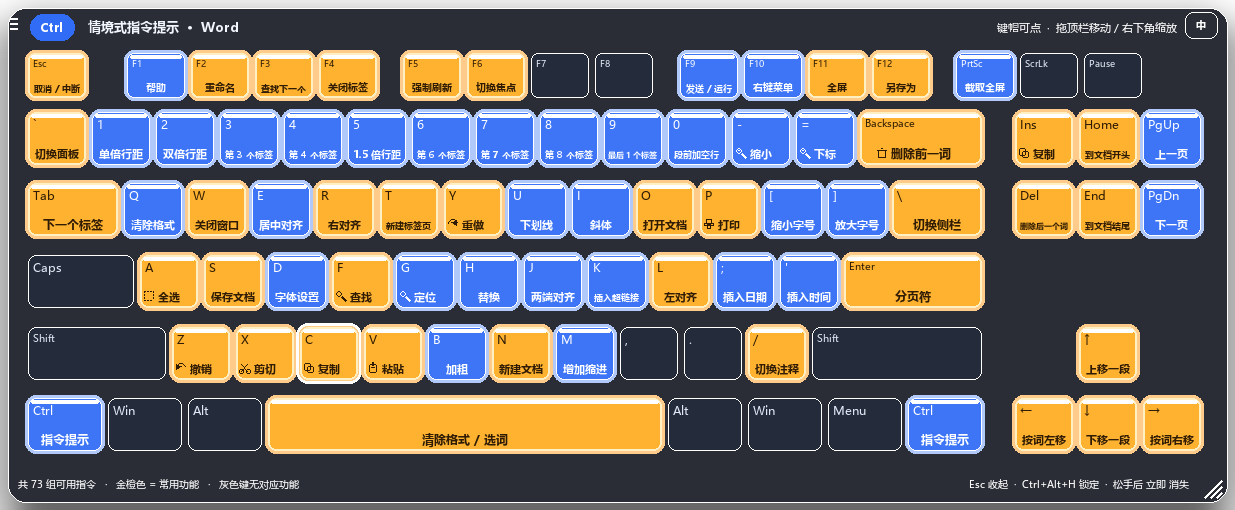 Ctrl 情境式指令提示 • Word 键帽可点 · 拖顶栏移动 / 右下角缩放 中
Esc F1 F2 F3 F4 F5 F6 F7 F8 F9 F10 F11 F12 PrtSc ScrLk Pause
取消 / 中断 帮助 重命名 查找下一个 关闭标签 强制刷新 切换焦点 发送 / 运行 右键菜单 全屏 另存为 截取全屏
` 1 2 3 4 5 6 7 8 9 0 - = Backspace Ins Home PgUp
切换面板 单倍行距 双倍行距 第 3 个标签 第 4 个标签 1.5 倍行距 第 6 个标签 第 7 个标签 第 8 个标签 最后 1 个标签 段前加空行 缩小 下标 删除前一词 复制 到文档开头 上一页
Tab Q W E R T Y U I O P [ ] \ Del End PgDn
下一个标签 清除格式 关闭窗口 居中对齐 右对齐 新建标签页 重做 下划线 斜体 打开文档 打印 缩小字号 放大字号 切换侧栏 删除后一个词 到文档结尾 下一页
Caps A S D F G H J K L ; ' Enter
全选 保存文档 字体设置 查找 定位 替换 两端对齐 插入超链接 左对齐 插入日期 插入时间 分页符
Shift Z X C V B N M , . / Shift ↑
撤销 剪切 复制 粘贴 加粗 新建文档 增加缩进 切换注释 上移一段
Ctrl Win Alt Alt Win Menu Ctrl ← ↓ →
指令提示 清除格式 / 选词 指令提示 按词左移 下移一段 按词右移
共 73 组可用指令 · 金橙色 = 常用功能 · 灰色键无对应功能 Esc 收起 · Ctrl+Alt+H 锁定 · 松手后 立即 消失